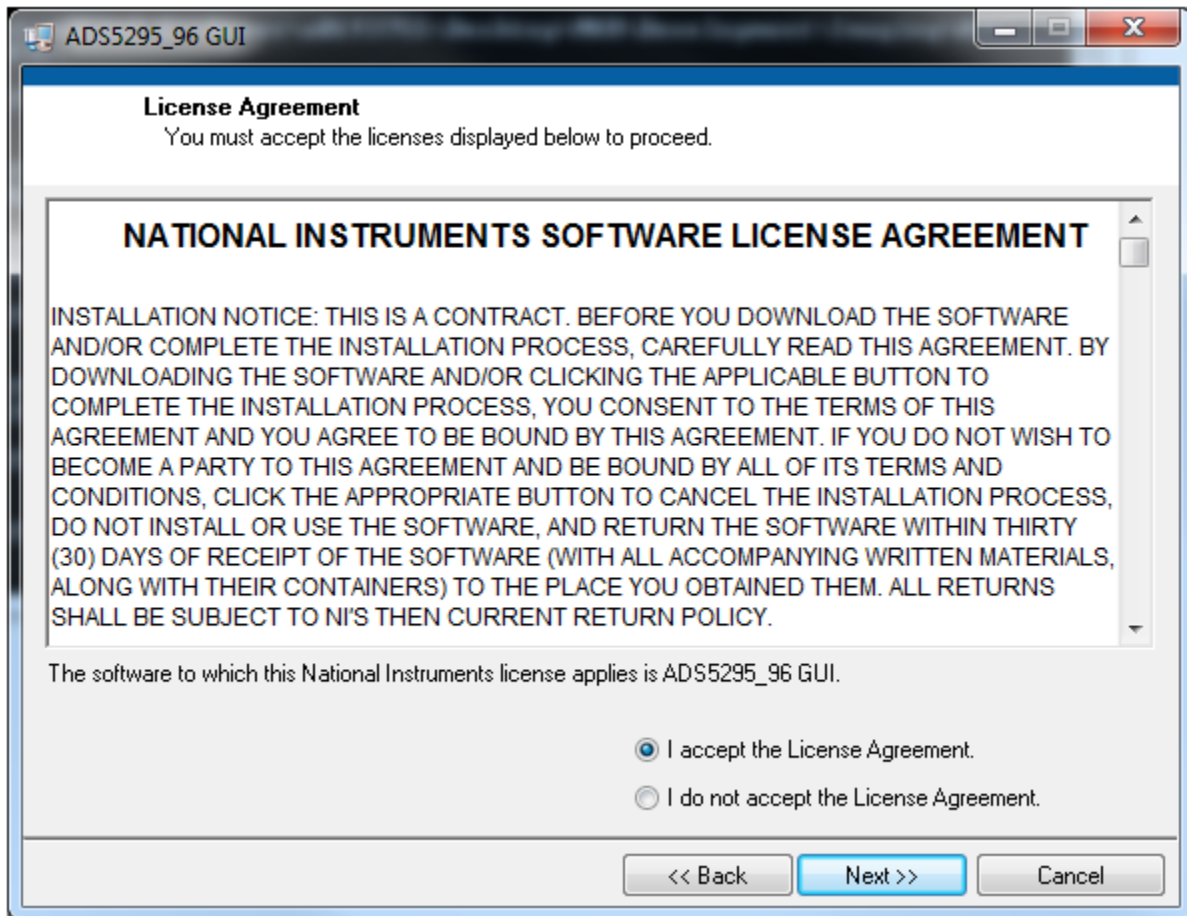 ADS5295_96 GUI
License Agreement
You must accept the licenses displayed below to proceed.
NATIONAL INSTRUMENTS SOFTWARE LICENSE AGREEMENT
INSTALLATION NOTICE: THIS IS A CONTRACT. BEFORE YOU DOWNLOAD THE SOFTWARE
AND/OR COMPLETE THE INSTALLATION PROCESS, CAREFULLY READ THIS AGREEMENT. BY
DOWNLOADING THE SOFTWARE AND/OR CLICKING THE APPLICABLE BUTTON TO
COMPLETE THE INSTALLATION PROCESS, YOU CONSENT TO THE TERMS OF THIS
AGREEMENT AND YOU AGREE TO BE BOUND BY THIS AGREEMENT. IF YOU DO NOT WISH TO
BECOME A PARTY TO THIS AGREEMENT AND BE BOUND BY ALL OF ITS TERMS AND
CONDITIONS, CLICK THE APPROPRIATE BUTTON TO CANCEL THE INSTALLATION PROCESS,
DO NOT INSTALL OR USE THE SOFTWARE, AND RETURN THE SOFTWARE WITHIN THIRTY
(30) DAYS OF RECEIPT OF THE SOFTWARE (WITH ALL ACCOMPANYING WRITTEN MATERIALS,
ALONG WITH THEIR CONTAINERS) TO THE PLACE YOU OBTAINED THEM. ALL RETURNS
SHALL BE SUBJECT TO NI'S THEN CURRENT RETURN POLICY.
The software to which this National Instruments license applies is ADS5295_96 GUI.
I accept the License Agreement.
I do not accept the License Agreement.
<< Back Next >> Cancel